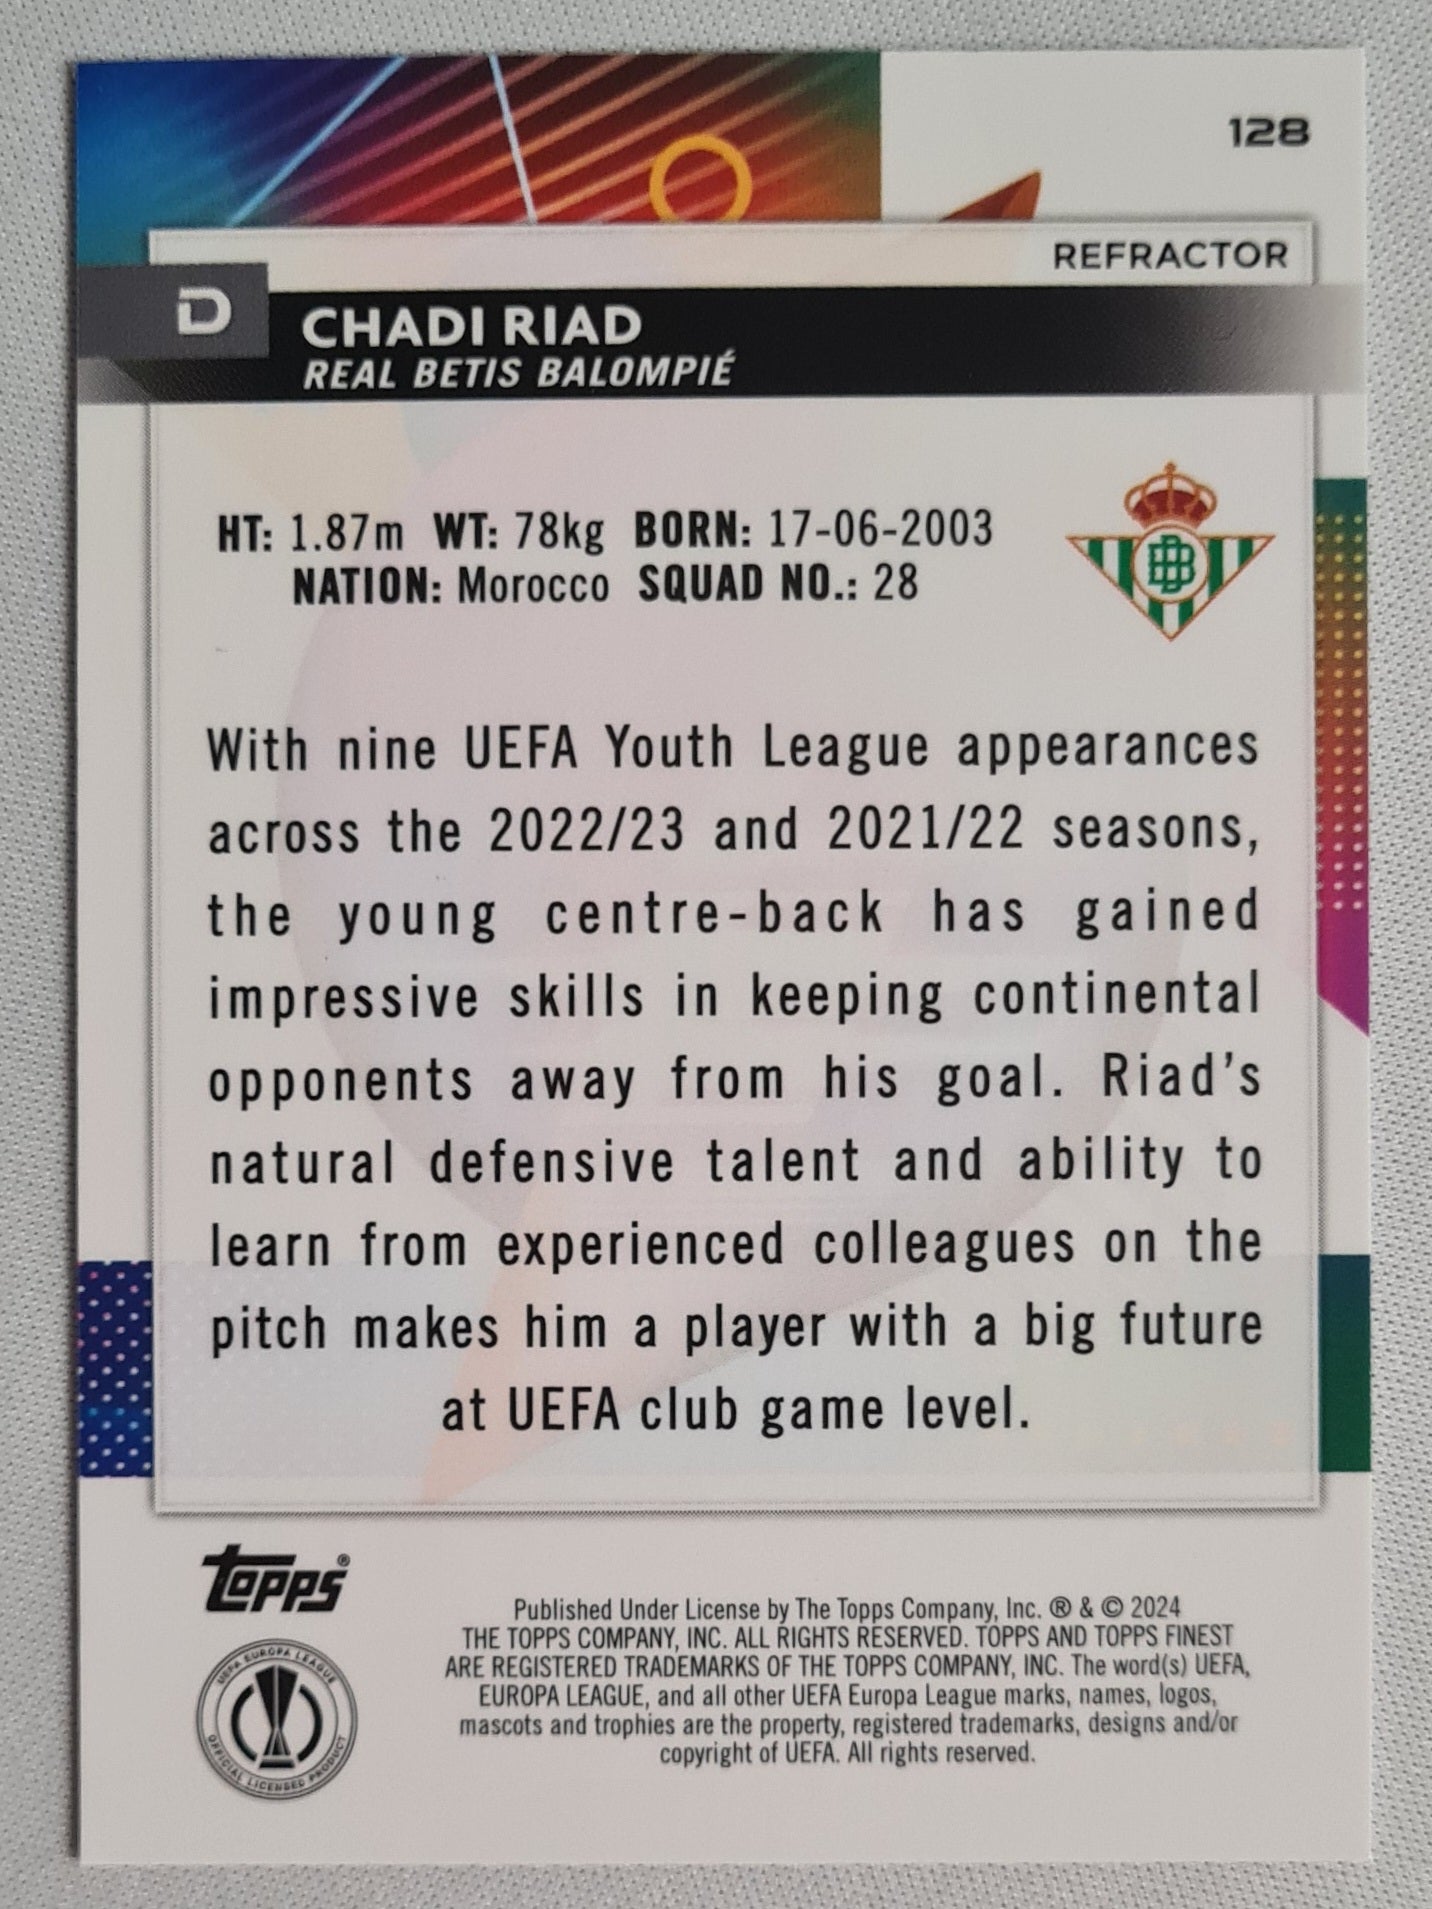 128
REFRACTOR
D
CHADI RIAD
REAL BETIS BALOMPIÉ
HT: 1.87m WT: 78kg BORN: 17-06-2003
NATION: Morocco SQUAD NO.: 28
With nine UEFA Youth League appearances
across the 2022/23 and 2021/22 seasons,
the young centre-back has gained
impressive skills in keeping continental
opponents away from his goal. Riad's
natural defensive talent and ability to
learn from experienced colleagues on the
pitch makes him a player with a big future
at UEFA club game level.
Topps®
Published Under License by The Topps Company, Inc. ® & © 2024
THE TOPPS COMPANY, INC. ALL RIGHTS RESERVED. TOPPS AND TOPPS FINEST
ARE REGISTERED TRADEMARKS OF THE TOPPS COMPANY, INC. The word(s) UEFA,
EUROPA LEAGUE, and all other UEFA Europa League marks, names, logos,
mascots and trophies are the property, registered trademarks, designs and/or
copyright of UEFA. All rights reserved.
UEFA EUROPA LEAGUE
OFFICIAL LICENSED PRODUCT